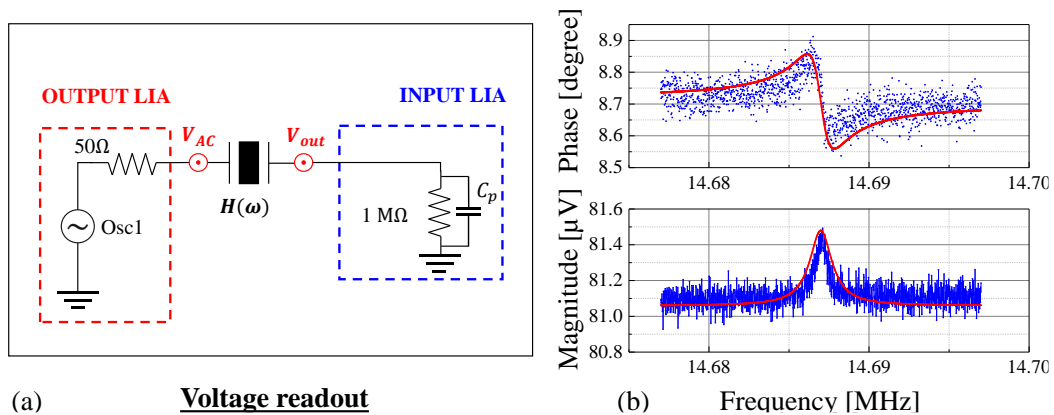 OUTPUT LIA
INPUT LIA
50Ω
V_AC
V_out
Osc1
H(ω)
1 MΩ
C_p
(a)
Voltage readout
Phase [degree]
8.9
8.8
8.7
8.6
8.5
14.68
14.69
14.70
Magnitude [µV]
81.6
81.4
81.2
81.0
80.8
14.68
14.69
14.70
(b)
Frequency [MHz]